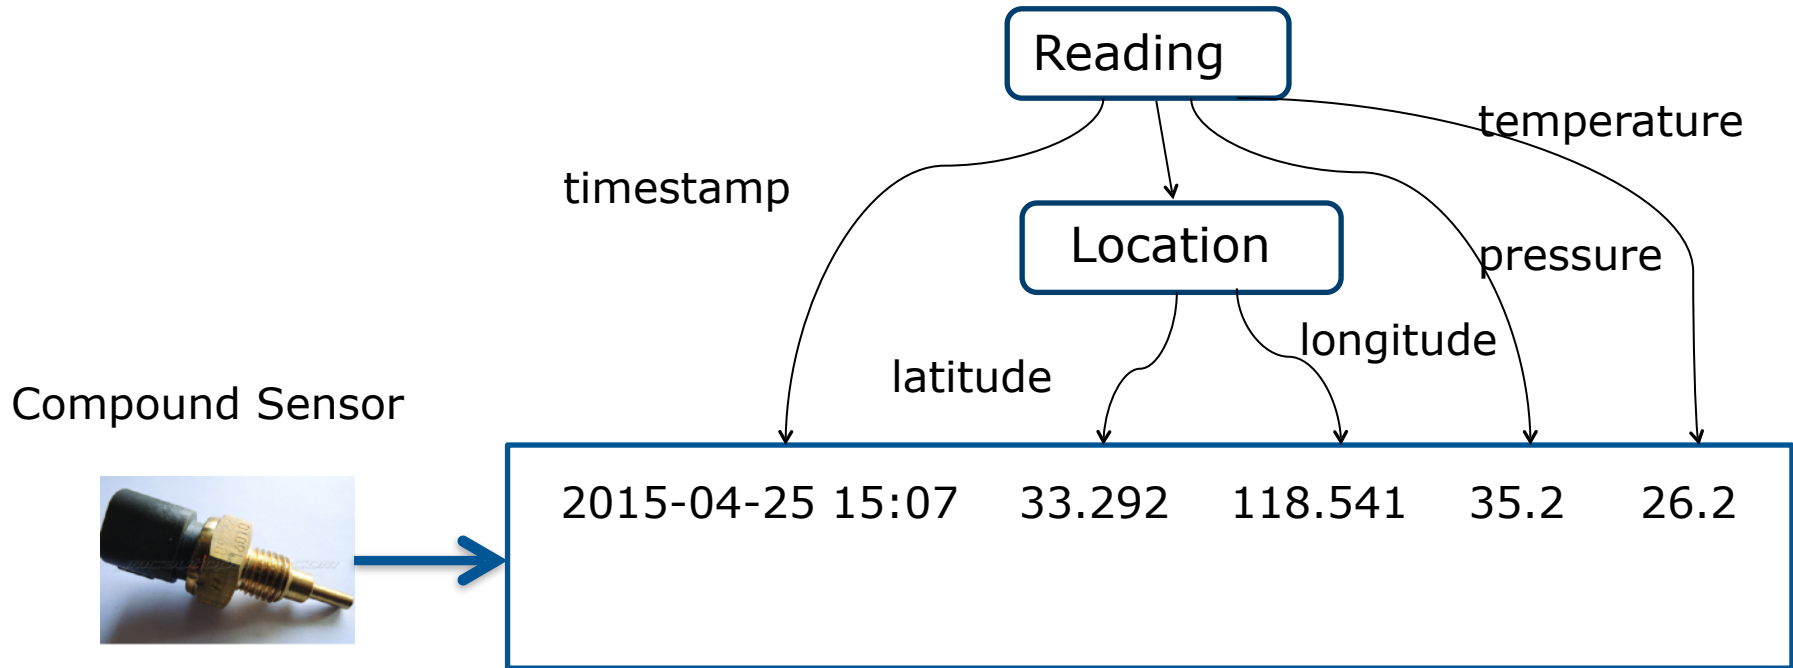 Reading
temperature
timestamp
Location
pressure
longitude
latitude
Compound Sensor
2015-04-25 15:07 33.292 118.541 35.2 26.2